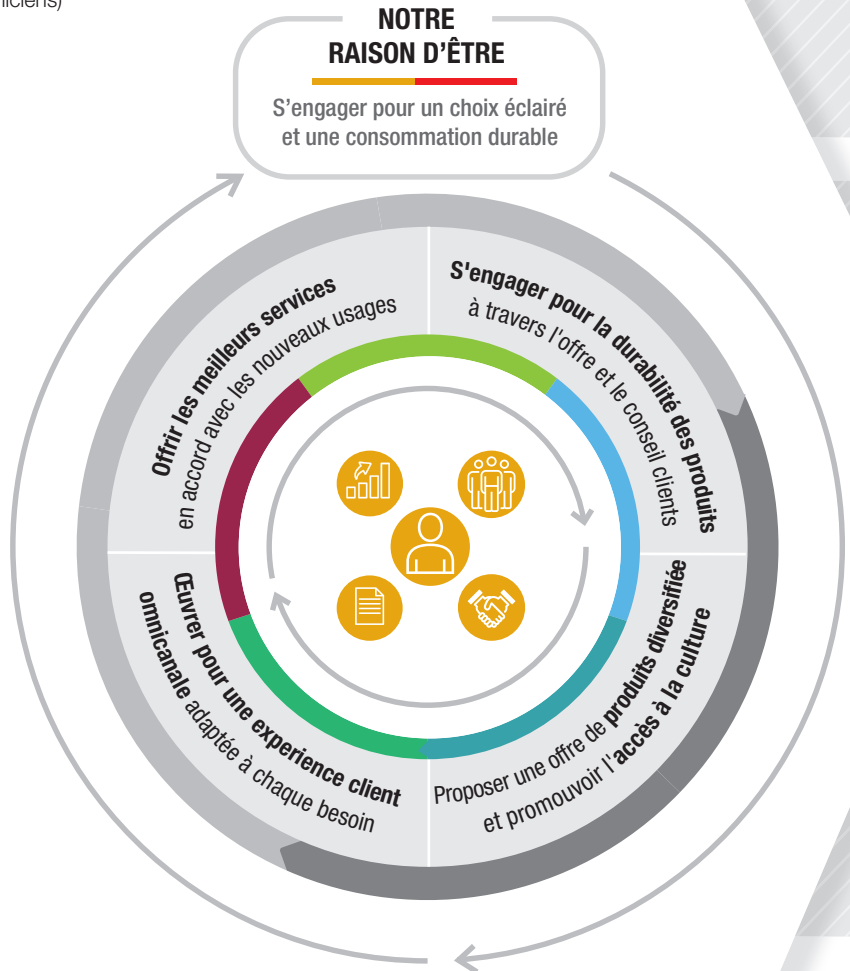 niciens)
NOTRE
RAISON D'ÊTRE
S'engager pour un choix éclairé
et une consommation durable
Offrir les meilleurs services
en accord avec les nouveaux usages
S'engager pour la durabilité des produits
à travers l'offre et le conseil clients
Œuvrer pour une experience client
omnicanale adaptée à chaque besoin
Proposer une offre de produits diversifiée
et promouvoir l'accès à la culture